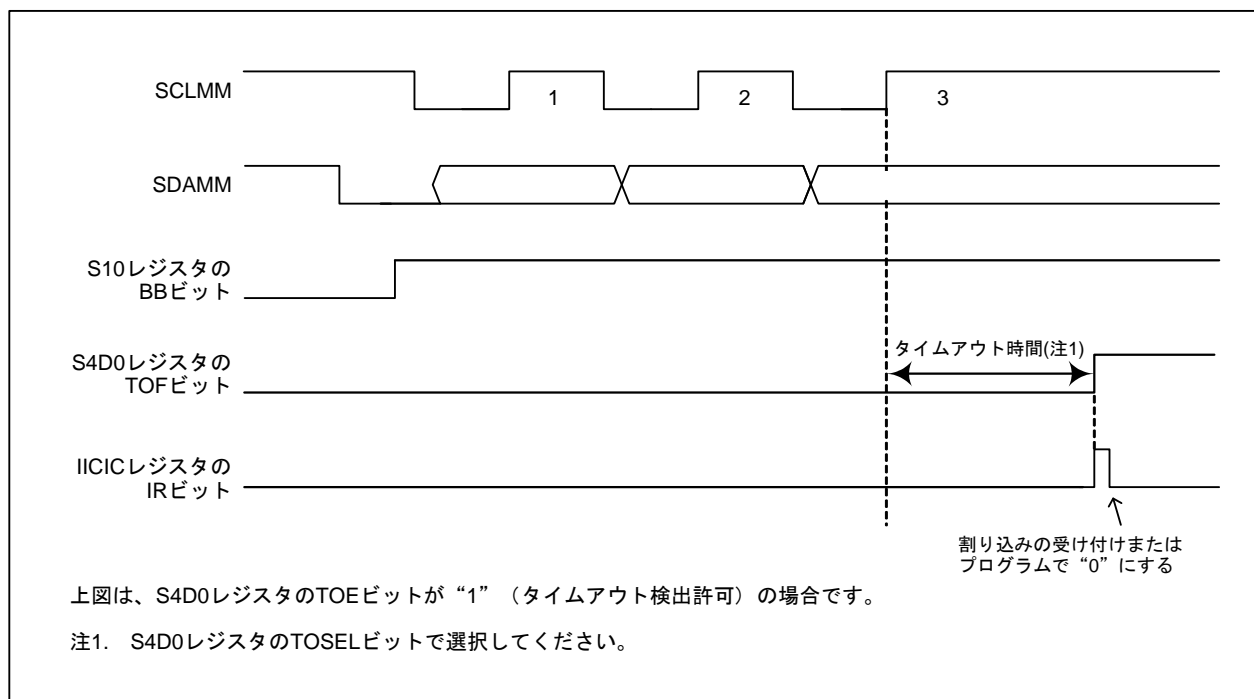 SCLMM
1
2
3
SDAMM
S10レジスタの
BBビット
S4D0レジスタの
TOFビット
タイムアウト時間(注1)
IICICレジスタの
IRビット
割り込みの受け付けまたは
プログラムで“0”にする
上図は、S4D0レジスタのTOEビットが“1”（タイムアウト検出許可）の場合です。
注1. S4D0レジスタのTOSELビットで選択してください。